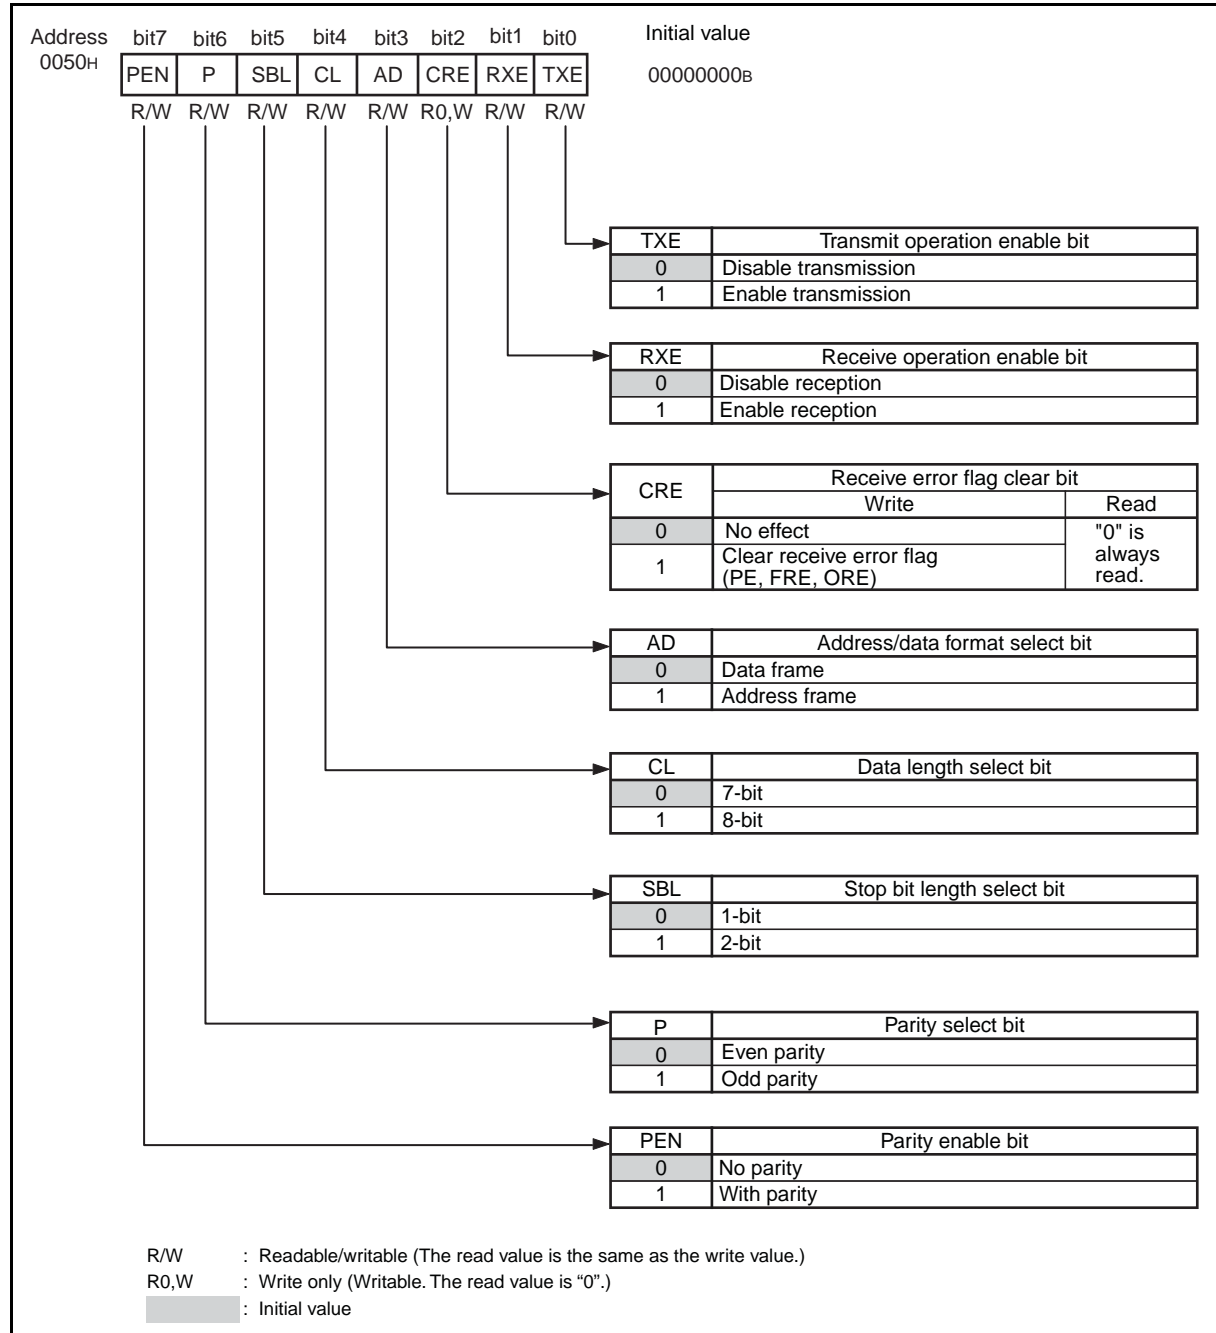 Address bit7 bit6 bit5 bit4 bit3 bit2 bit1 bit0 Initial value
0050H PEN P SBL CL AD CRE RXE TXE 00000000B
R/W R/W R/W R/W R/W R0,W R/W R/W
TXE Transmit operation enable bit
0 Disable transmission
1 Enable transmission
RXE Receive operation enable bit
0 Disable reception
1 Enable reception
CRE Receive error flag clear bit
Write Read
0 No effect "0" is
always
read.
1 Clear receive error flag
(PE, FRE, ORE)
AD Address/data format select bit
0 Data frame
1 Address frame
CL Data length select bit
0 7-bit
1 8-bit
SBL Stop bit length select bit
0 1-bit
1 2-bit
P Parity select bit
0 Even parity
1 Odd parity
PEN Parity enable bit
0 No parity
1 With parity
R/W : Readable/writable (The read value is the same as the write value.)
R0,W : Write only (Writable. The read value is “0”.)
: Initial value